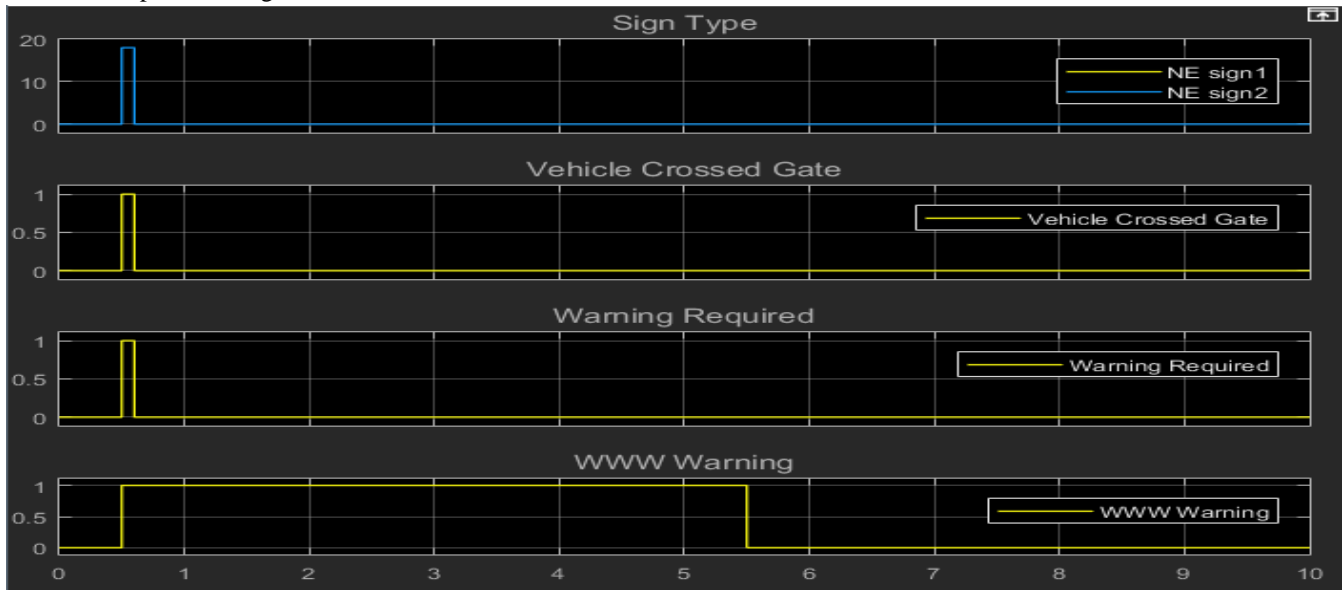 Sign Type
20
10
0
NE sign1
NE sign2
Vehicle Crossed Gate
1
0.5
0
Vehicle Crossed Gate
Warning Required
1
0.5
0
Warning Required
WWW Warning
1
0.5
0
WWW Warning
0 1 2 3 4 5 6 7 8 9 10